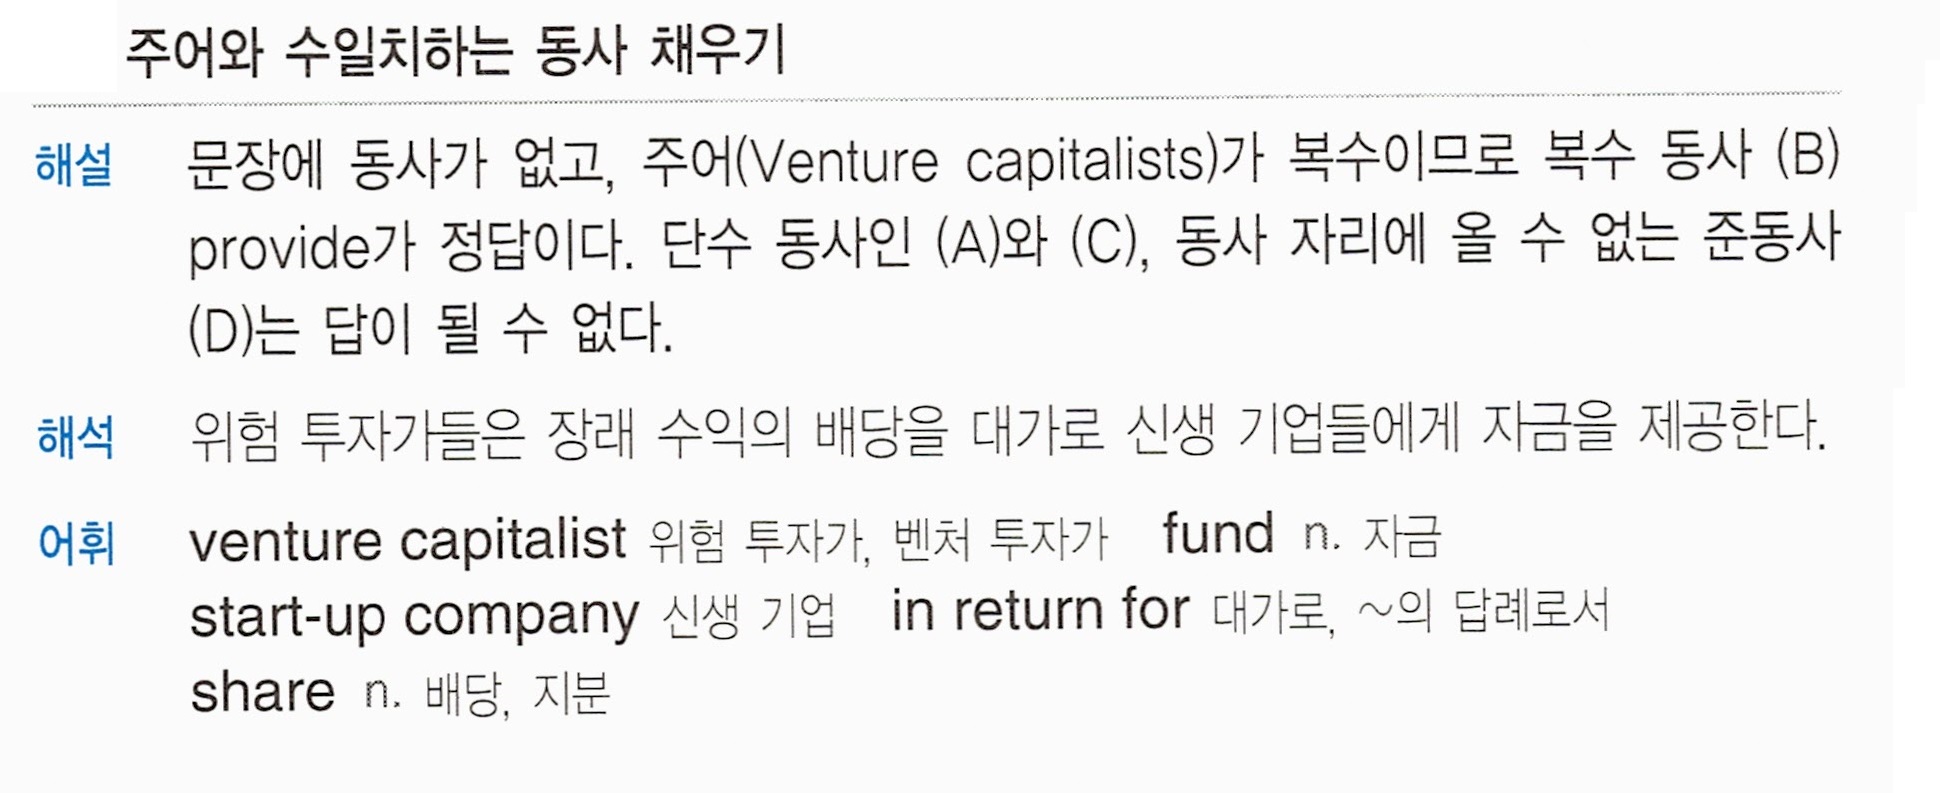 주어와 수일치하는 동사 채우기
해설 문장에 동사가 없고, 주어(Venture capitalists)가 복수이므로 복수 동사 (B)
provide가 정답이다. 단수 동사인 (A)와 (C), 동사 자리에 올 수 없는 준동사
(D)는 답이 될 수 없다.
해석 위험 투자가들은 장래 수익의 배당을 대가로 신생 기업들에게 자금을 제공한다.
어휘 venture capitalist 위험 투자가, 벤처 투자가 fund n. 자금
start-up company 신생 기업 in return for 대가로, ~의 답례로서
share n. 배당, 지분